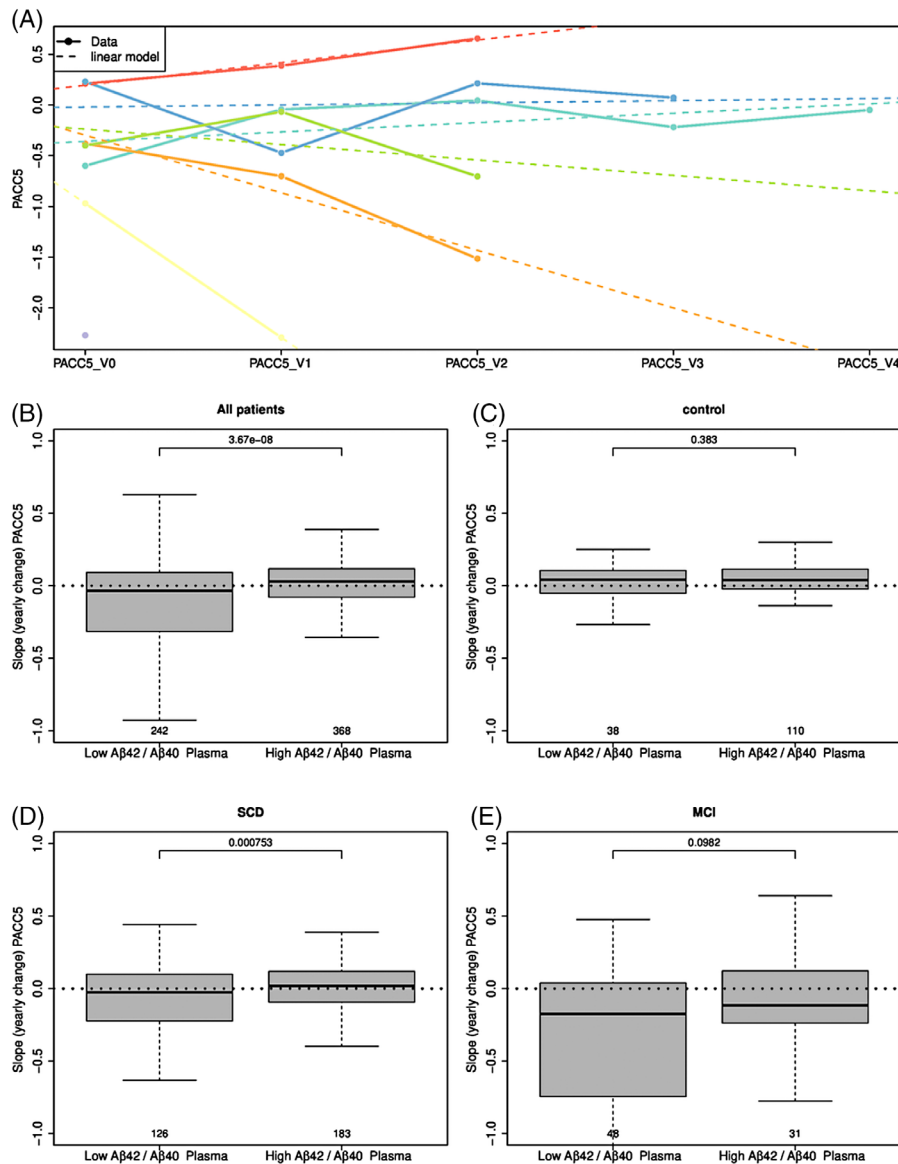 (A)
Data
linear model
PACC5
0.5
0.0
−0.5
−1.0
−1.5
−2.0
PACC5_V0 PACC5_V1 PACC5_V2 PACC5_V3 PACC5_V4
(B) All patients
3.67e−08
Slope (yearly change) PACC5
1.0
0.5
0.0
−0.5
−1.0
242 368
Low Aβ42 / Aβ40 Plasma High Aβ42 / Aβ40 Plasma
(C) control
0.383
Slope (yearly change) PACC5
1.0
0.5
0.0
−0.5
−1.0
38 110
Low Aβ42 / Aβ40 Plasma High Aβ42 / Aβ40 Plasma
(D) SCD
0.000753
Slope (yearly change) PACC5
1.0
0.5
0.0
−0.5
−1.0
126 183
Low Aβ42 / Aβ40 Plasma High Aβ42 / Aβ40 Plasma
(E) MCI
0.0982
Slope (yearly change) PACC5
1.0
0.5
0.0
−0.5
−1.0
48 31
Low Aβ42 / Aβ40 Plasma High Aβ42 / Aβ40 Plasma